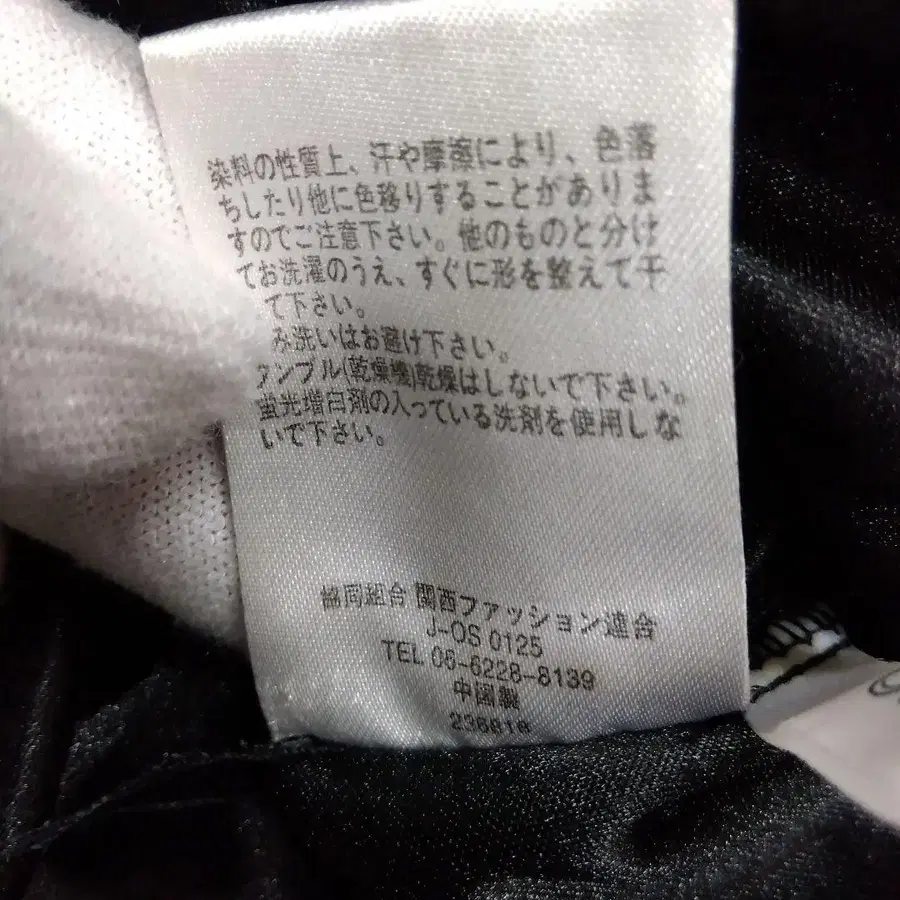 染料の性質上、汗や摩擦により、色落
ちしたり他に色移りすることがありま
すのでご注意下さい。他のものと分け
てお洗濯のうえ、すぐに形を整えて干
て下さい。
み洗いはお避け下さい。
タンブル(乾燥機)乾燥はしないで下さい。
蛍光増白剤の入っている洗剤を使用しな
いで下さい。
協同組合 関西ファッション連合
J-OS 0125
TEL 06-6228-8139
中国製
236818